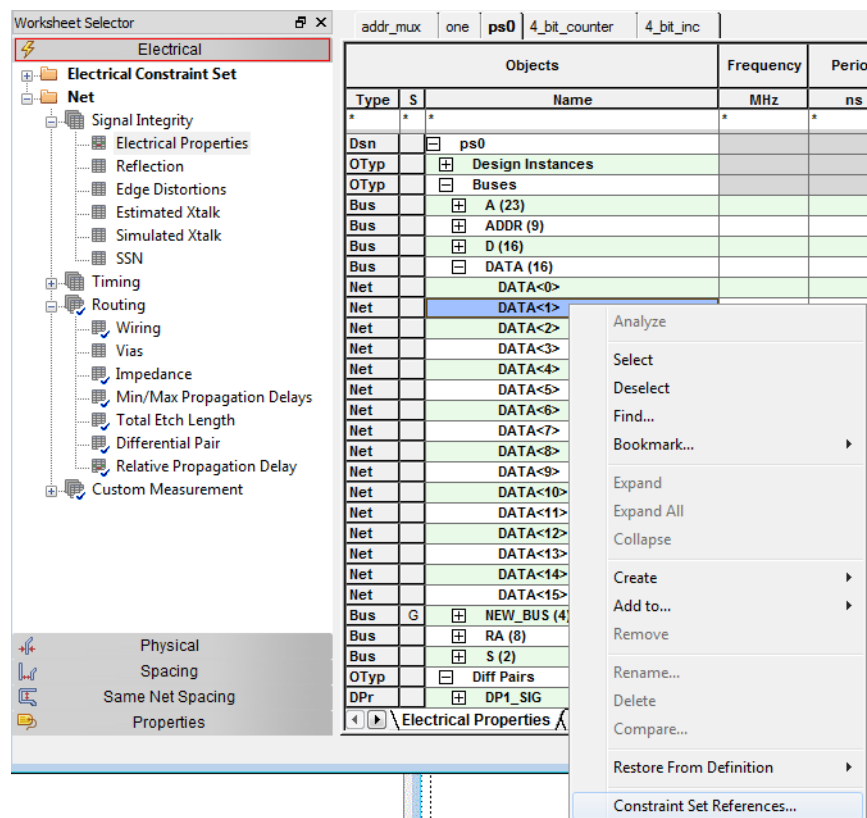 Worksheet Selector
Electrical
Electrical Constraint Set
Net
Signal Integrity
Electrical Properties
Reflection
Edge Distortions
Estimated Xtalk
Simulated Xtalk
SSN
Timing
Routing
Wiring
Vias
Impedance
Min/Max Propagation Delays
Total Etch Length
Differential Pair
Relative Propagation Delay
Custom Measurement
Physical
Spacing
Same Net Spacing
Properties
addr_mux one ps0 4_bit_counter 4_bit_inc
Objects Frequency Perio
Type S Name MHz ns
* * * * *
Dsn ps0
OTyp Design Instances
OTyp Buses
Bus A (23)
Bus ADDR (9)
Bus D (16)
Bus DATA (16)
Net DATA<0>
Net DATA<1>
Net DATA<2>
Net DATA<3>
Net DATA<4>
Net DATA<5>
Net DATA<6>
Net DATA<7>
Net DATA<8>
Net DATA<9>
Net DATA<10>
Net DATA<11>
Net DATA<12>
Net DATA<13>
Net DATA<14>
Net DATA<15>
Bus G NEW_BUS (4)
Bus RA (8)
Bus S (2)
OTyp Diff Pairs
DPr DP1_SIG
Electrical Properties
Analyze
Select
Deselect
Find...
Bookmark...
Expand
Expand All
Collapse
Create
Add to...
Remove
Rename...
Delete
Compare...
Restore From Definition
Constraint Set References...